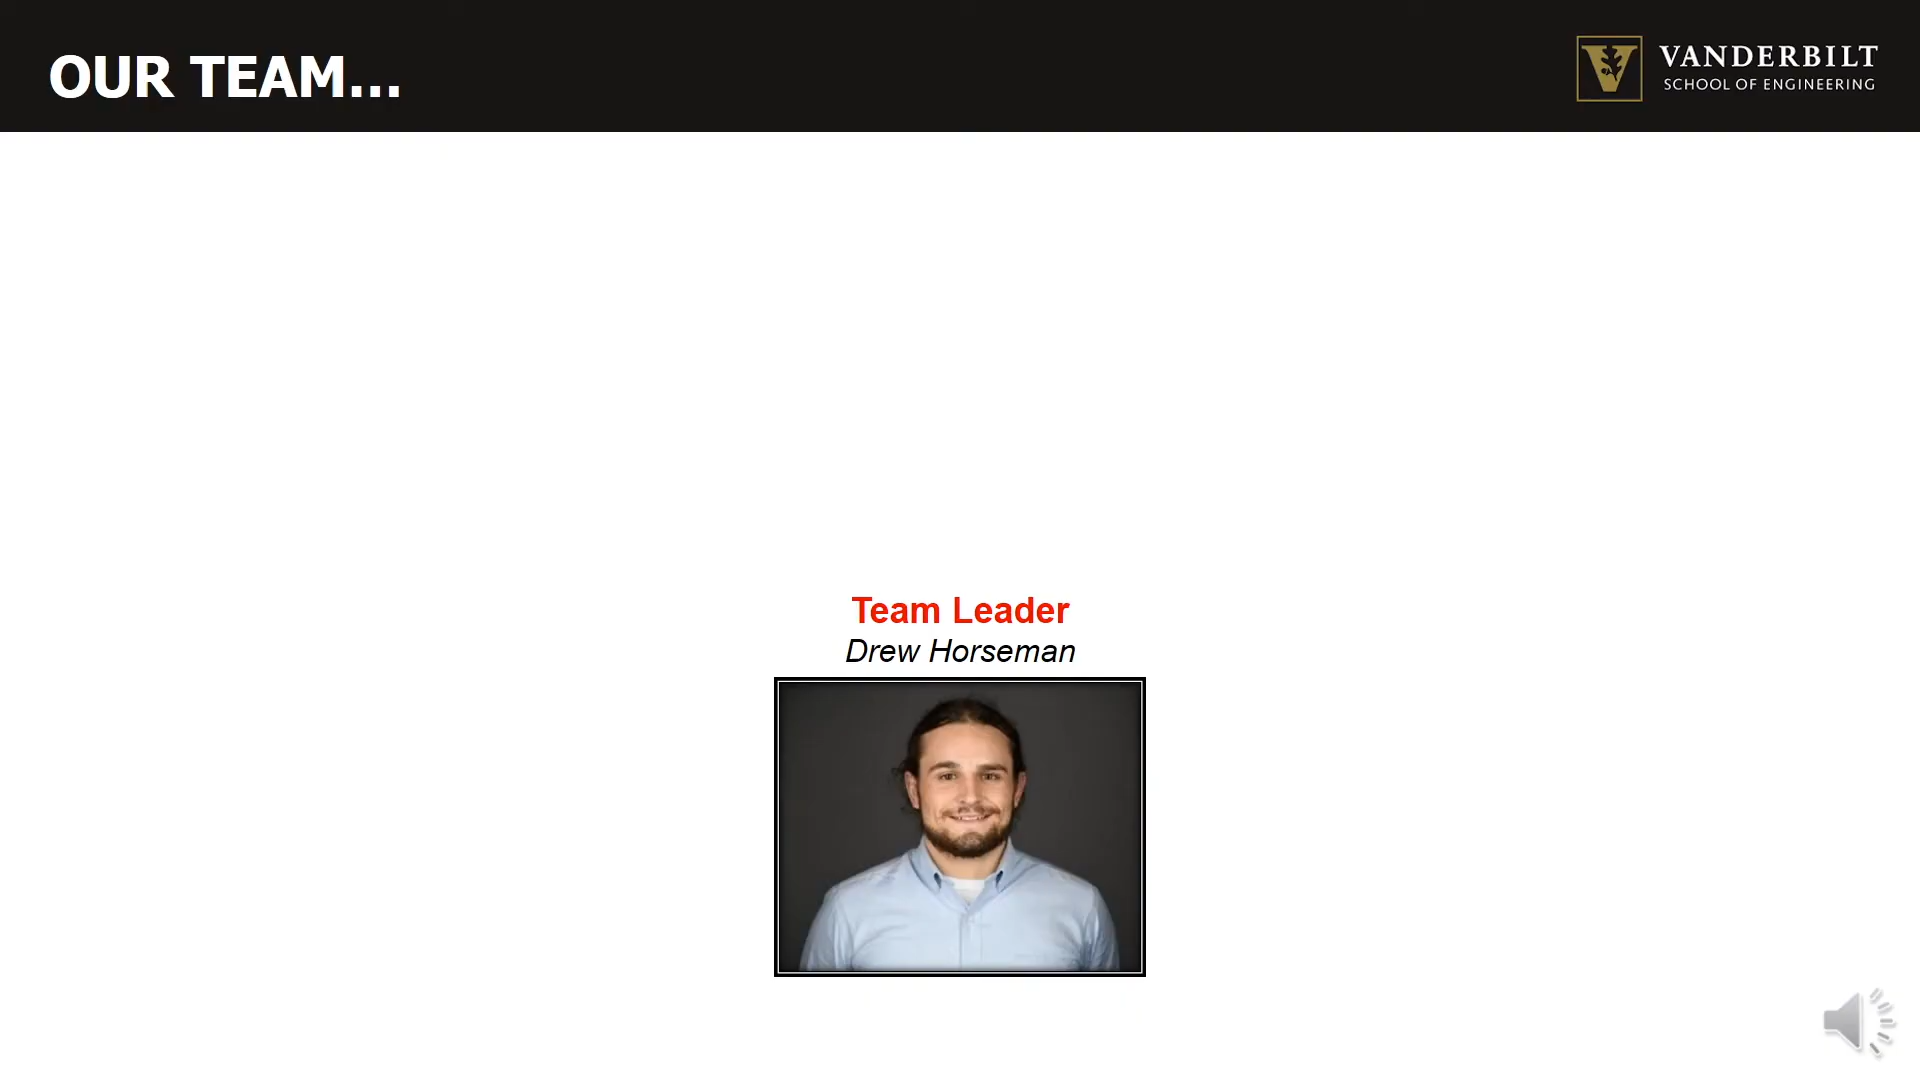 OUR TEAM...
VANDERBILT
SCHOOL OF ENGINEERING
Team Leader
Drew Horseman